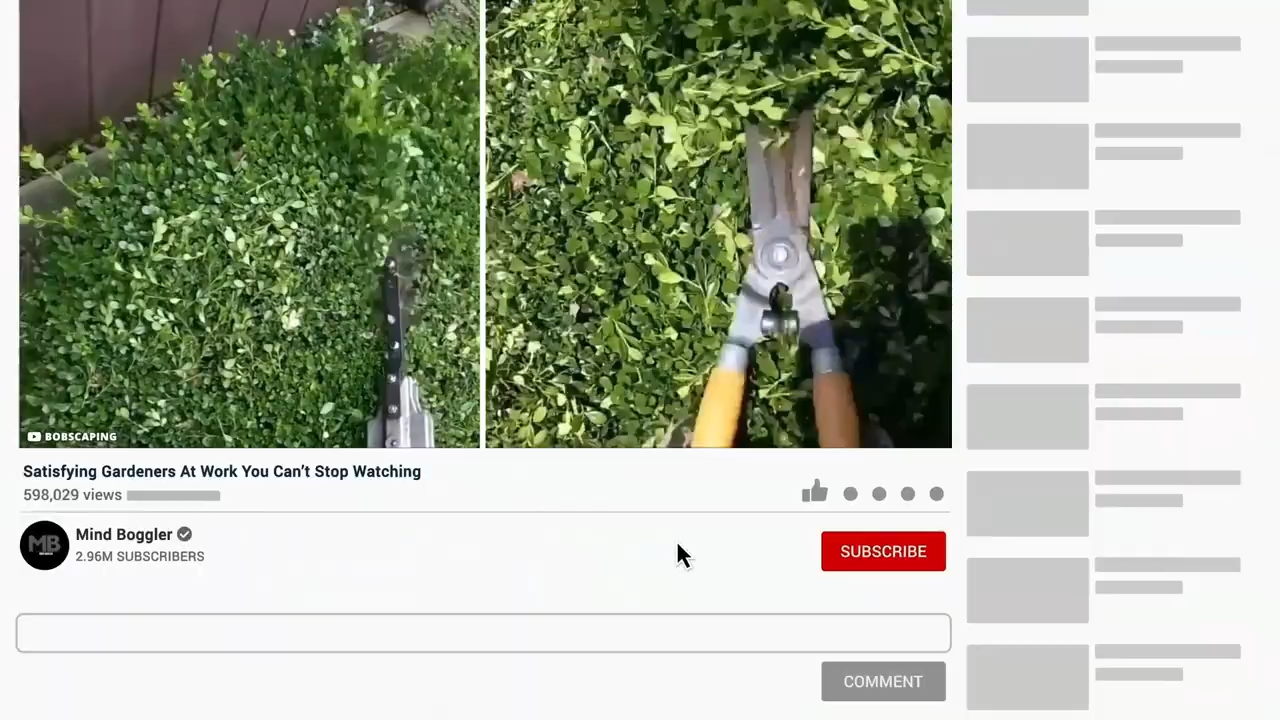 BOBSCAPING
Satisfying Gardeners At Work You Can't Stop Watching
598,029 views
MB
Mind Boggler
2.96M SUBSCRIBERS
SUBSCRIBE
COMMENT